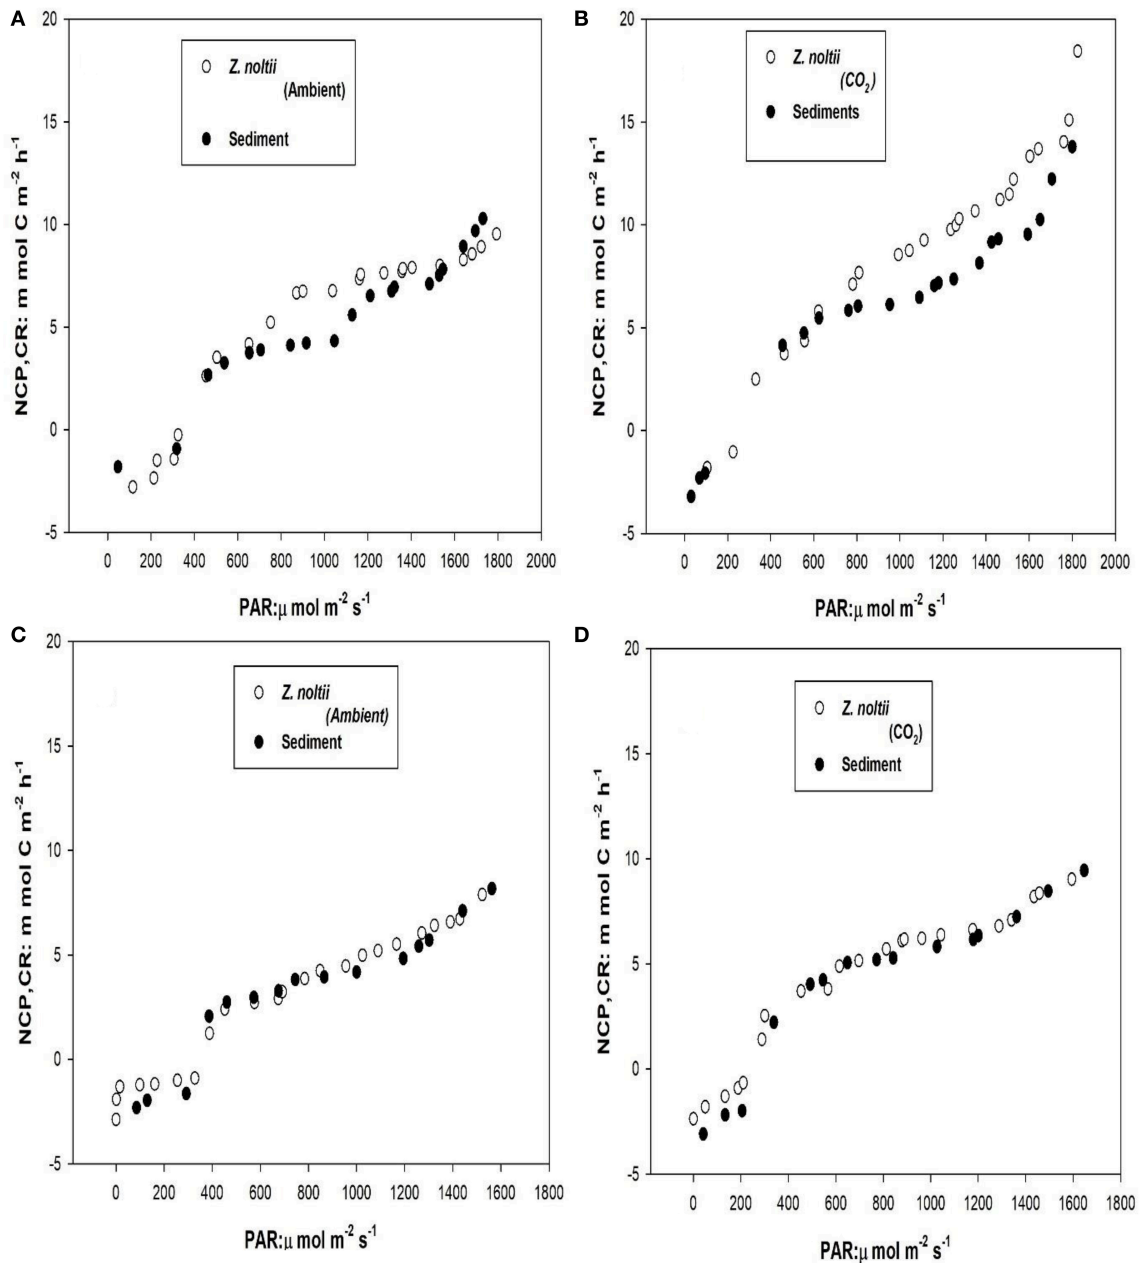 A
NCP,CR: m mol C m-2 h-1
20
15
10
5
0
-5
Z. noltii
(Ambient)
Sediment
0 200 400 600 800 1000 1200 1400 1600 1800 2000
PAR:μ mol m-2 s-1
B
NCP,CR: m mol C m-2 h-1
20
15
10
5
0
-5
Z. noltii
(CO2)
Sediments
0 200 400 600 800 1000 1200 1400 1600 1800 2000
PAR:μ mol m-2 s-1
C
NCP,CR: m mol C m-2 h-1
20
15
10
5
0
-5
Z. noltii
(Ambient)
Sediment
0 200 400 600 800 1000 1200 1400 1600 1800
PAR:μ mol m-2 s-1
D
NCP,CR: m mol C m-2 h-1
20
15
10
5
0
-5
Z. noltii
(CO2)
Sediment
0 200 400 600 800 1000 1200 1400 1600 1800
PAR:μ mol m-2 s-1